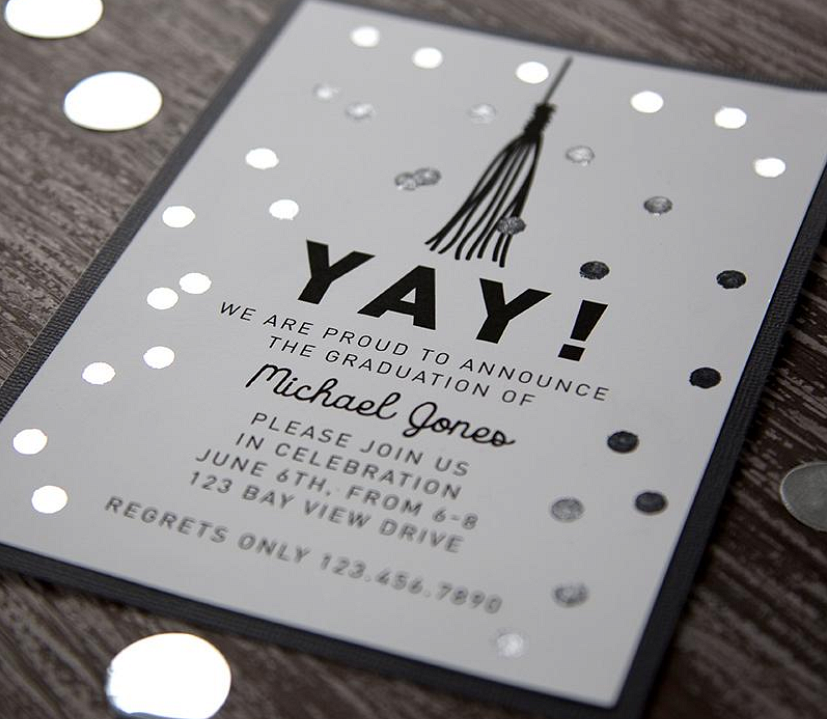 YAY!
WE ARE PROUD TO ANNOUNCE
THE GRADUATION OF
Michael Jones
PLEASE JOIN US
IN CELEBRATION
JUNE 6TH, FROM 6-8
123 BAY VIEW DRIVE
REGRETS ONLY 123.456.7890